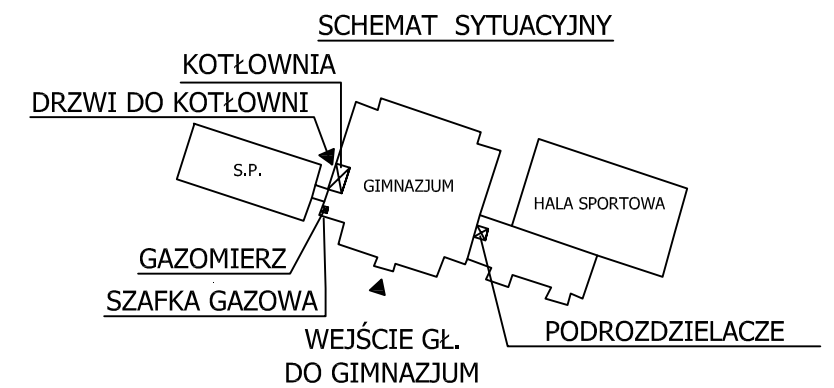 SCHEMAT SYTUACYJNY
KOTŁOWNIA
DRZWI DO KOTŁOWNI
S.P.
GIMNAZJUM
HALA SPORTOWA
GAZOMIERZ
SZAFKA GAZOWA
WEJŚCIE GŁ.
DO GIMNAZJUM
PODROZDZIELACZE